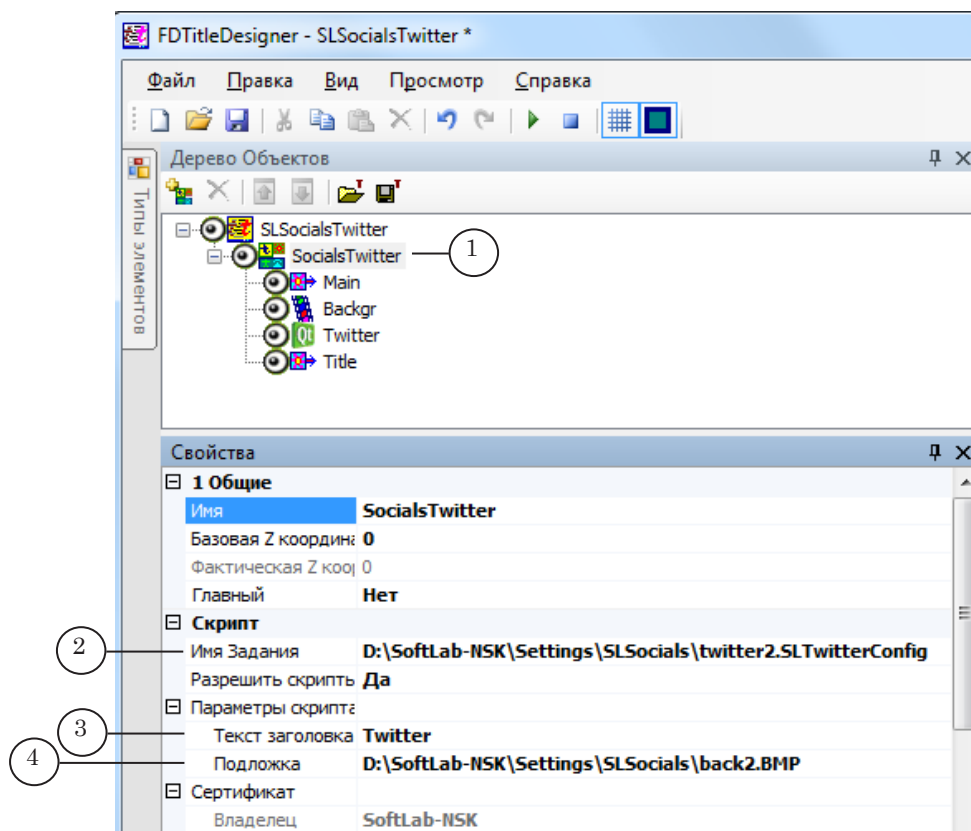 FDTitleDesigner - SLSocialsTwitter *
Файл Правка Вид Просмотр Справка
Дерево Объектов
Типы элементов
SLSocialsTwitter
SocialsTwitter
1
Main
Backgr
Qt Twitter
Title
Свойства
1 Общие
Имя SocialsTwitter
Базовая Z координа 0
Фактическая Z коор 0
Главный Нет
Скрипт
2
Имя Задания D:\SoftLab-NSK\Settings\SLSocials\twitter2.SLTwitterConfig
Разрешить скрипты Да
Параметры скрипта
3
Текст заголовка Twitter
4
Подложка D:\SoftLab-NSK\Settings\SLSocials\back2.BMP
Сертификат
Владелец SoftLab-NSK